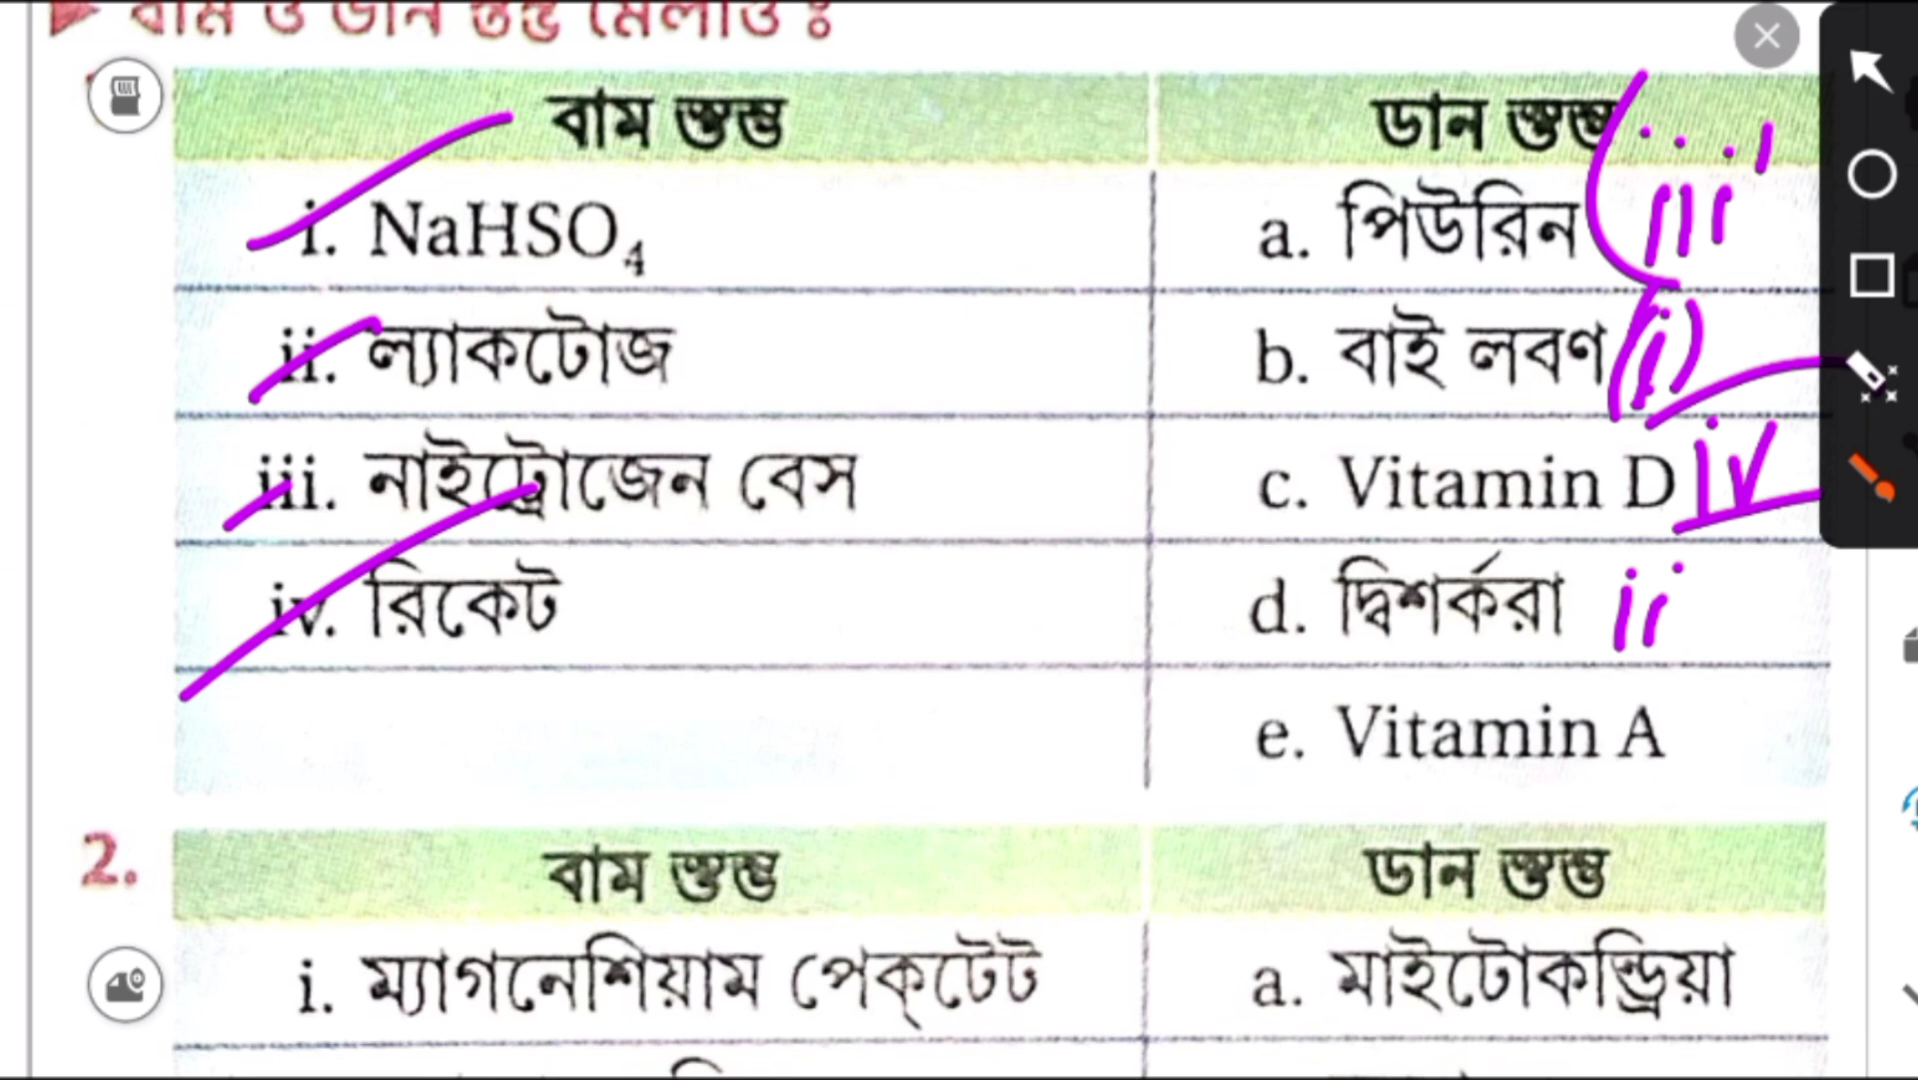 বাম ও ডান স্তম্ভ মেলাও ঃ
বাম স্তম্ভ ডান স্তম্ভ
i. NaHSO₄ a. পিউরিন iii
ii. ল্যাকটোজ b. বাই লবণ (i)
iii. নাইট্রোজেন বেস c. Vitamin D iv
iv. রিকেট d. দ্বিশর্করা ii
e. Vitamin A
2. বাম স্তম্ভ ডান স্তম্ভ
i. ম্যাগনেশিয়াম পেক্‌টেট a. মাইটোকন্ড্রিয়া